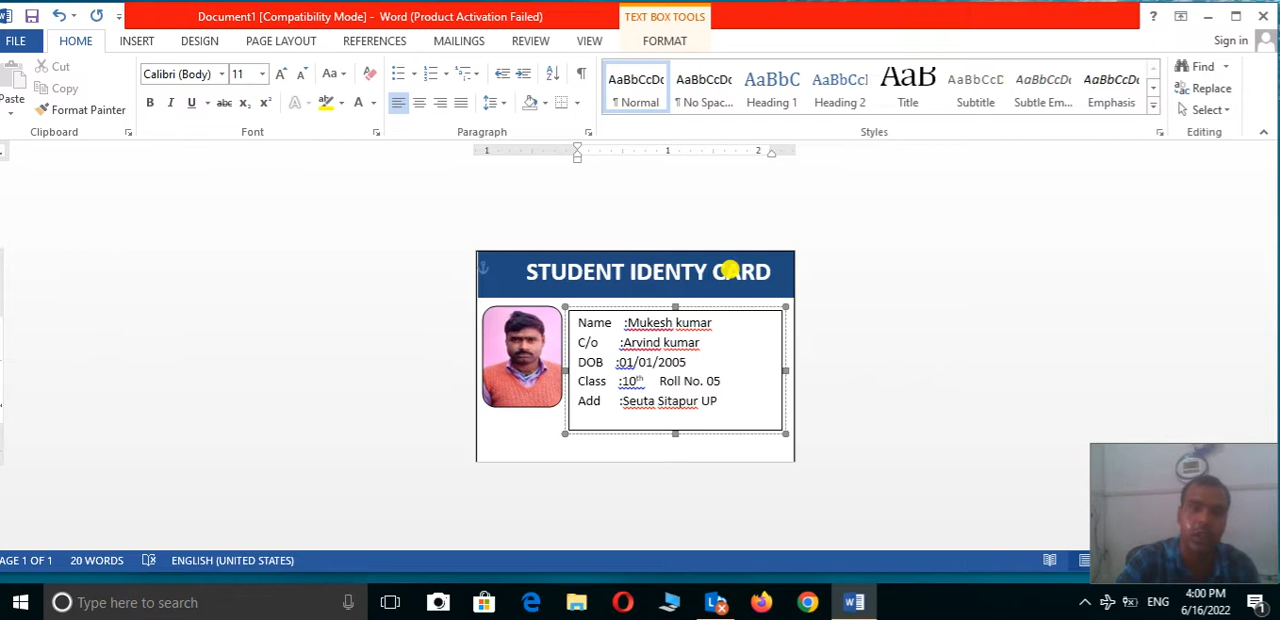 Document1 [Compatibility Mode] - Word (Product Activation Failed)
TEXT BOX TOOLS
?
FILE
HOME
INSERT
DESIGN
PAGE LAYOUT
REFERENCES
MAILINGS
REVIEW
VIEW
FORMAT
Sign in
Paste
Cut
Copy
Format Painter
Clipboard
Calibri (Body)
11
Font
Paragraph
AaBbCcDc
¶ Normal
AaBbCcDc
¶ No Spac...
AaBbC
Heading 1
AaBbCcl
Heading 2
AaB
Title
AaBbCcD
Subtitle
AaBbCcDc
Subtle Em...
AaBbCcDc
Emphasis
Styles
Find
Replace
Select
Editing
1 1 2
STUDENT IDENTY CARD
Name :Mukesh kumar
C/o :Arvind kumar
DOB :01/01/2005
Class :10th Roll No. 05
Add :Seuta Sitapur UP
AGE 1 OF 1
20 WORDS
ENGLISH (UNITED STATES)
Type here to search
ENG
4:00 PM
6/16/2022